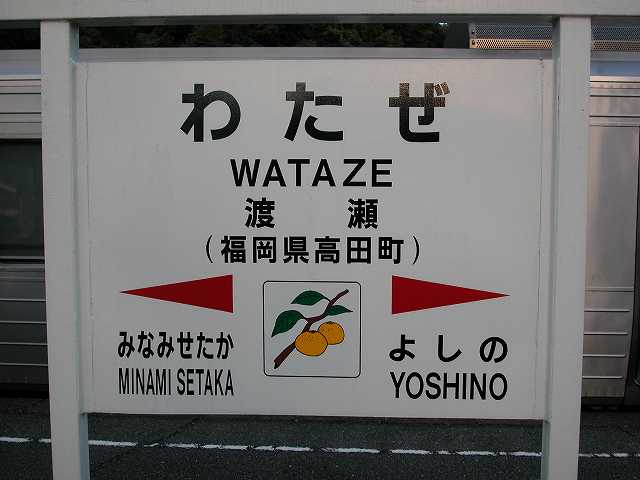 わたぜ
WATAZE
渡瀬
(福岡県高田町)
みなみせたか よしの
MINAMI SETAKA YOSHINO